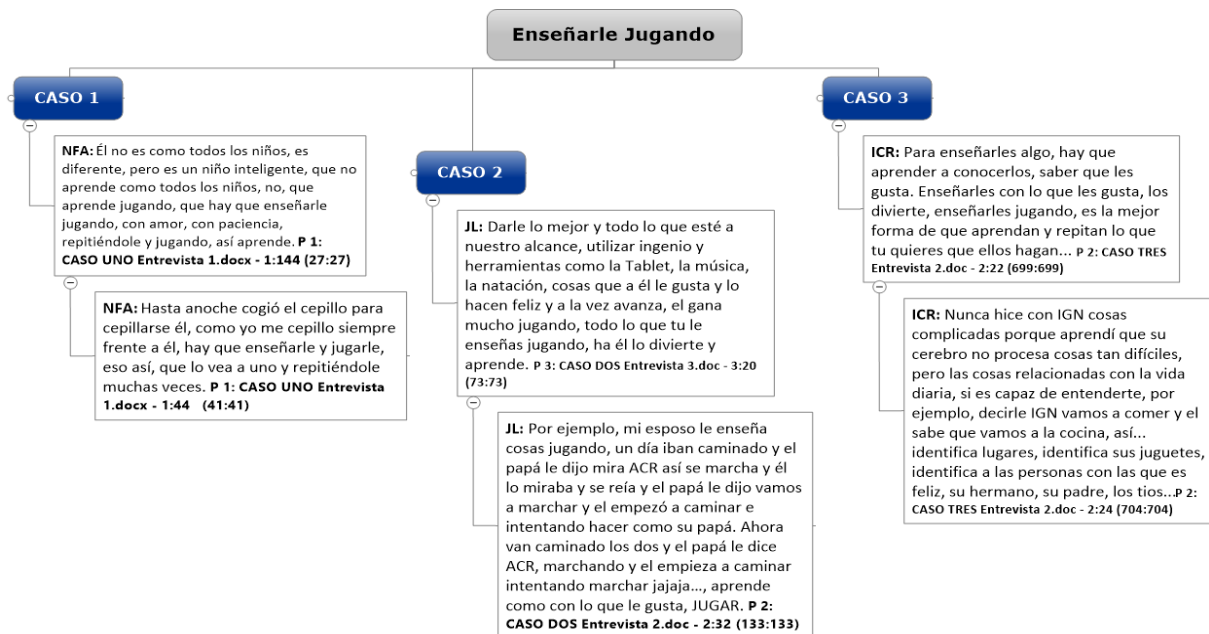 Enseñarle Jugando
CASO 1
NFA: Él no es como todos los niños, es
diferente, pero es un niño inteligente, que no
aprende como todos los niños, no, que
aprende jugando, que hay que enseñarle
jugando, con amor, con paciencia,
repitiéndole y jugando, así aprende. P 1:
CASO UNO Entrevista 1.docx - 1:144 (27:27)
NFA: Hasta anoche cogió el cepillo para
cepillarse él, como yo me cepillo siempre
frente a él, hay que enseñarle y jugarle,
eso así, que lo vea a uno y repitiéndole
muchas veces. P 1: CASO UNO Entrevista
1.docx - 1:44 (41:41)
CASO 2
JL: Darle lo mejor y todo lo que esté a
nuestro alcance, utilizar ingenio y
herramientas como la Tablet, la música,
la natación, cosas que a él le gusta y lo
hacen feliz y a la vez avanza, el gana
mucho jugando, todo lo que tu le
enseñas jugando, ha él lo divierte y
aprende. P 3: CASO DOS Entrevista 3.doc - 3:20
(73:73)
JL: Por ejemplo, mi esposo le enseña
cosas jugando, un día iban caminado y el
papá le dijo mira ACR así se marcha y él
lo miraba y se reía y el papá le dijo vamos
a marchar y el empezó a caminar e
intentando hacer como su papá. Ahora
van caminado los dos y el papá le dice
ACR, marchando y el empieza a caminar
intentando marchar jajaja..., aprende
como con lo que le gusta, JUGAR. P 2:
CASO DOS Entrevista 2.doc - 2:32 (133:133)
CASO 3
ICR: Para enseñarles algo, hay que
aprender a conocerlos, saber que les
gusta. Enseñarles con lo que les gusta, los
divierte, enseñarles jugando, es la mejor
forma de que aprendan y repitan lo que
tu quieres que ellos hagan... P 2: CASO TRES
Entrevista 2.doc - 2:22 (699:699)
ICR: Nunca hice con IGN cosas
complicadas porque aprendí que su
cerebro no procesa cosas tan difíciles,
pero las cosas relacionadas con la vida
diaria, si es capaz de entenderte, por
ejemplo, decirle IGN vamos a comer y el
sabe que vamos a la cocina, así...
identifica lugares, identifica sus juguetes,
identifica a las personas con las que es
feliz, su hermano, su padre, los tios...P 2:
CASO TRES Entrevista 2.doc - 2:24 (704:704)